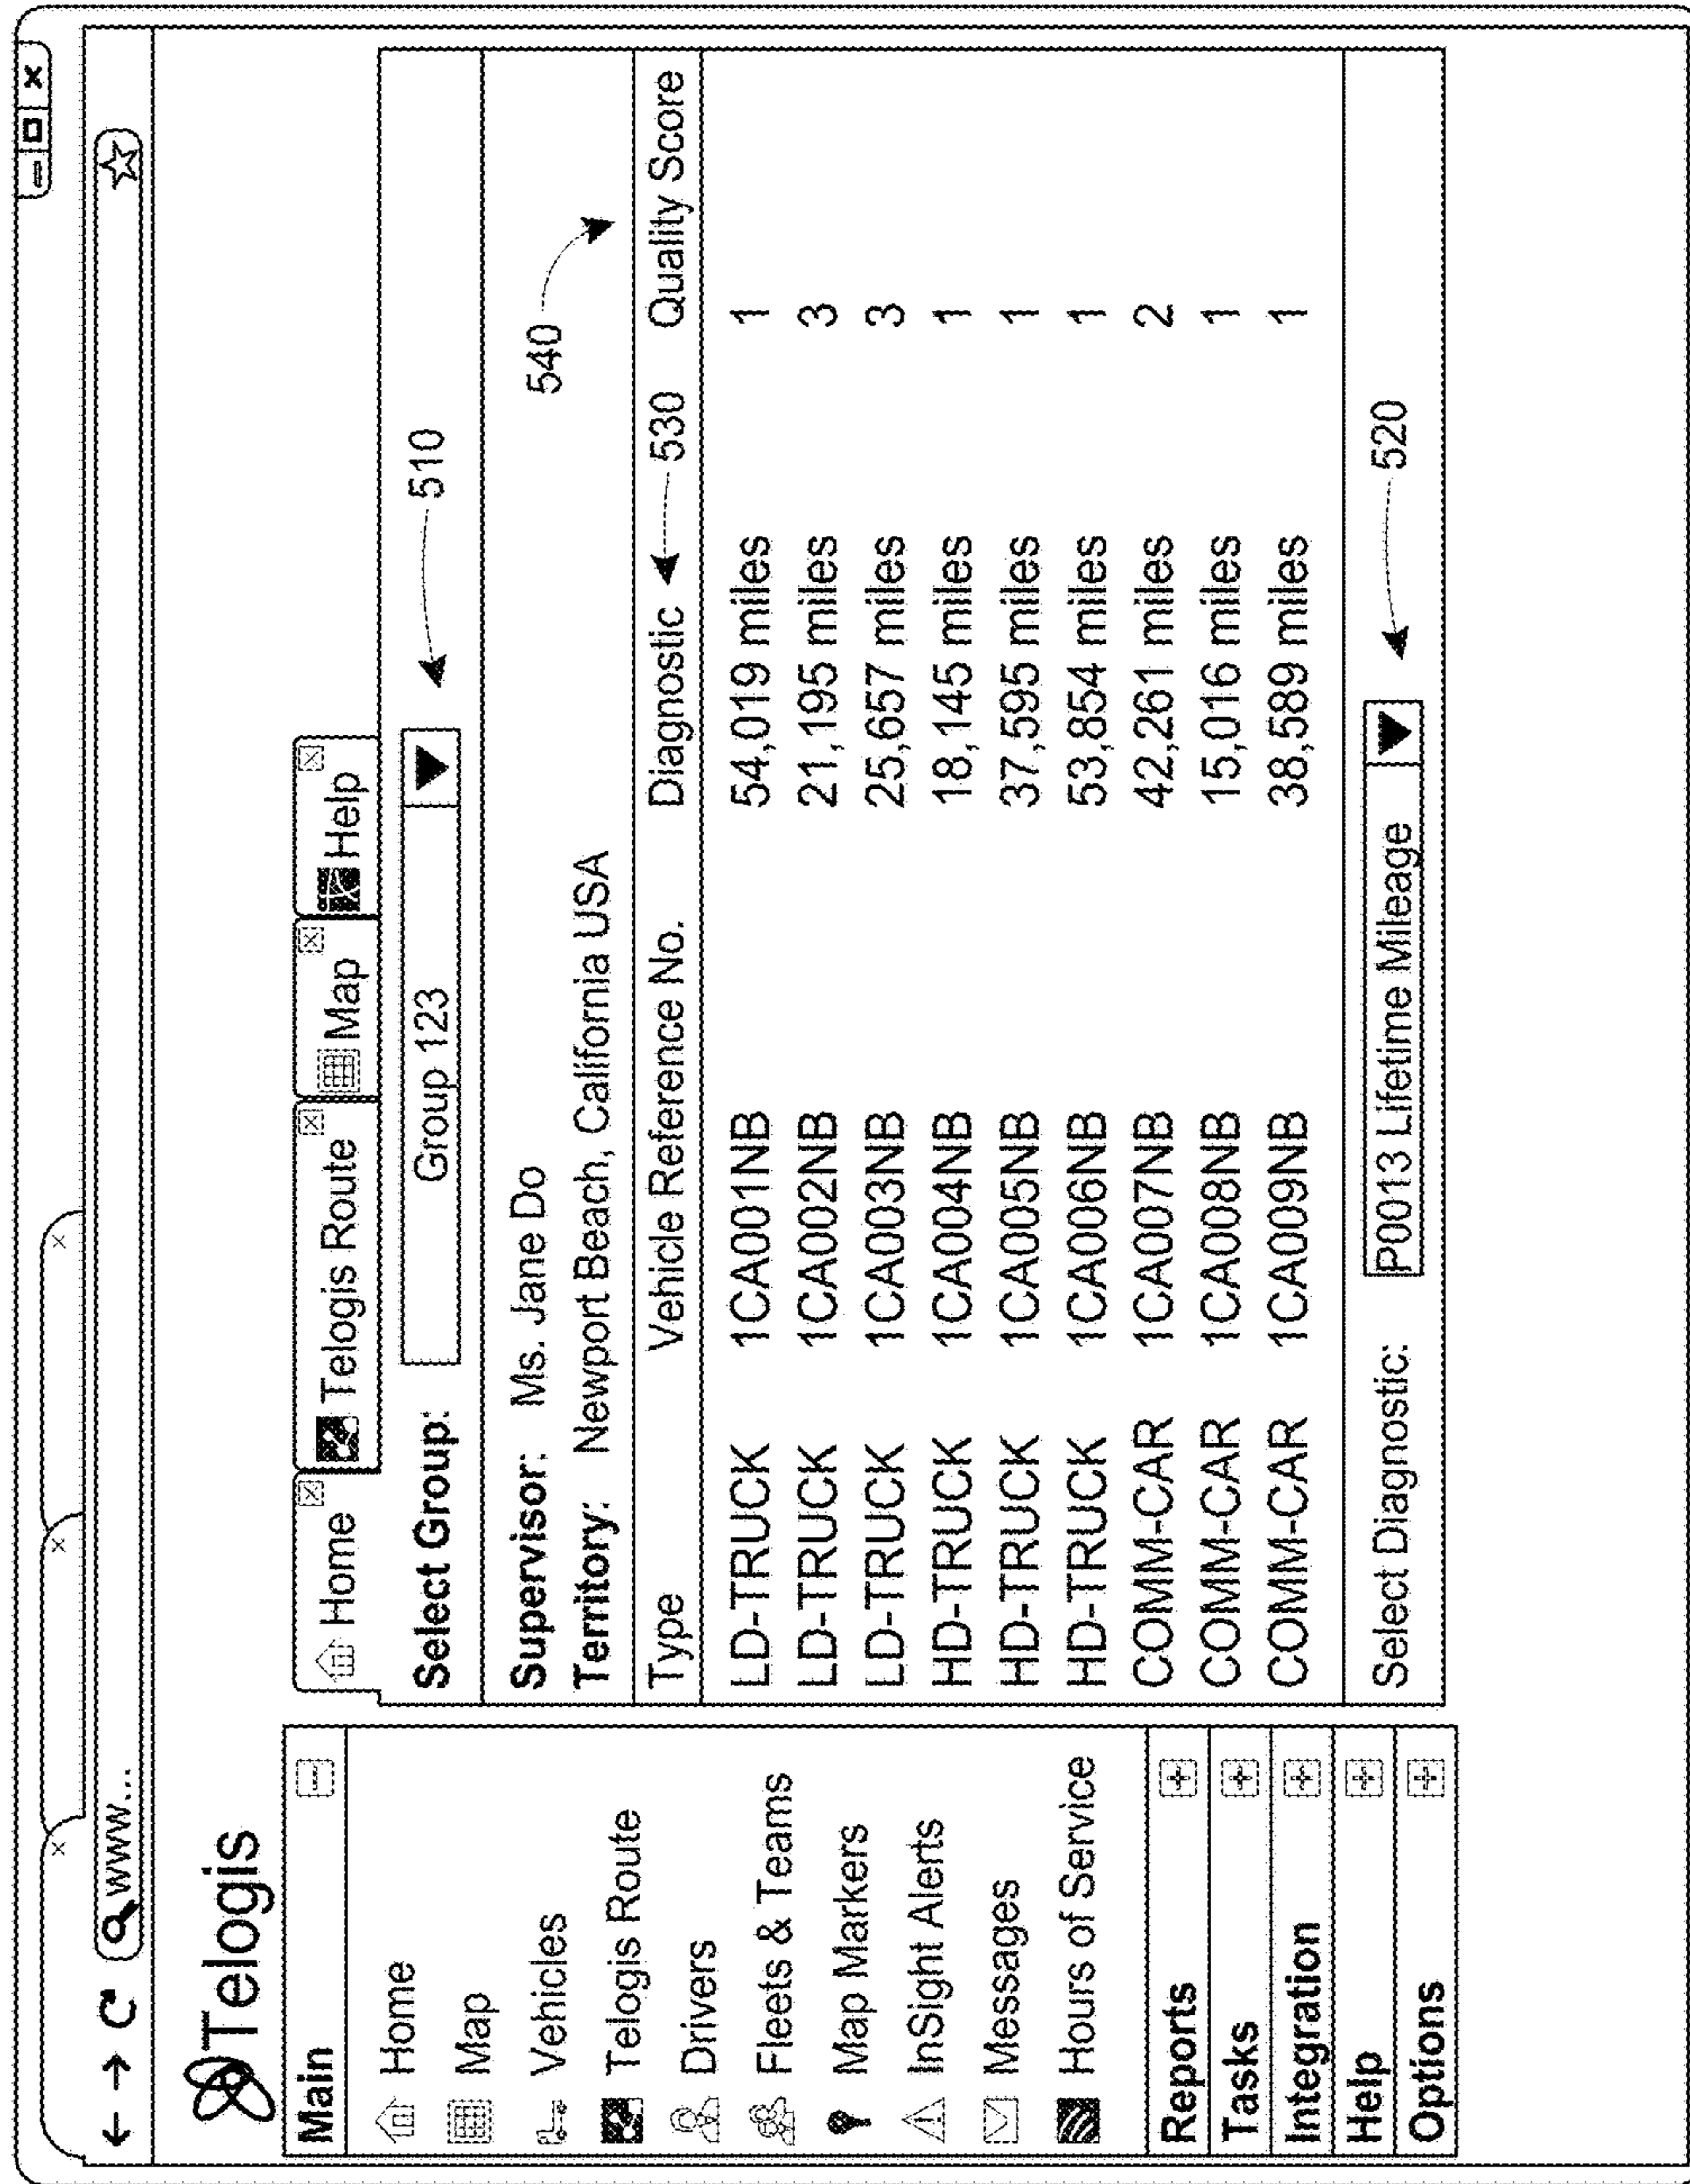 www...
Telogis
Main
Home
Map
Vehicles
Telogis Route
Drivers
Fleets & Teams
Map Markers
InSight Alerts
Messages
Hours of Service
Reports
Tasks
Integration
Help
Options
Home Telogis Route Map Help
Select Group: Group 123 510
Supervisor: Ms. Jane Do
Territory: Newport Beach, California USA 540
Type Vehicle Reference No. Diagnostic 530 Quality Score
LD-TRUCK 1CA001NB 54,019 miles 1
LD-TRUCK 1CA002NB 21,195 miles 3
LD-TRUCK 1CA003NB 25,657 miles 3
HD-TRUCK 1CA004NB 18,145 miles 1
HD-TRUCK 1CA005NB 37,595 miles 1
HD-TRUCK 1CA006NB 53,854 miles 1
COMM-CAR 1CA007NB 42,261 miles 2
COMM-CAR 1CA008NB 15,016 miles 1
COMM-CAR 1CA009NB 38,589 miles 1
Select Diagnostic: P0013 Lifetime Mileage 520